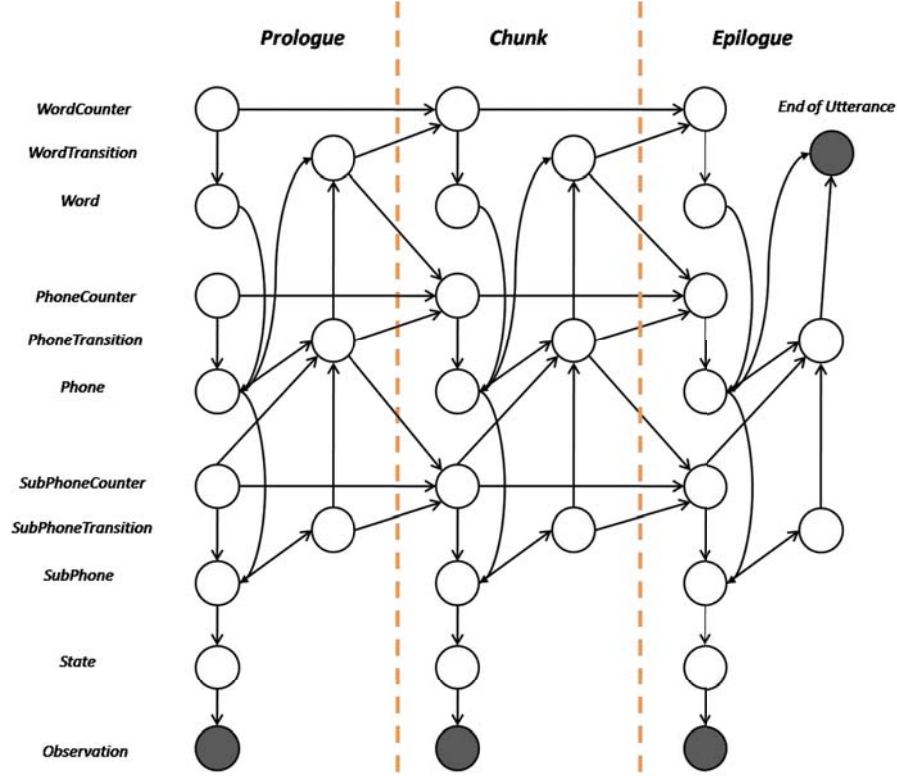 Prologue
Chunk
Epilogue
WordCounter
End of Utterance
WordTransition
Word
PhoneCounter
PhoneTransition
Phone
SubPhoneCounter
SubPhoneTransition
SubPhone
State
Observation